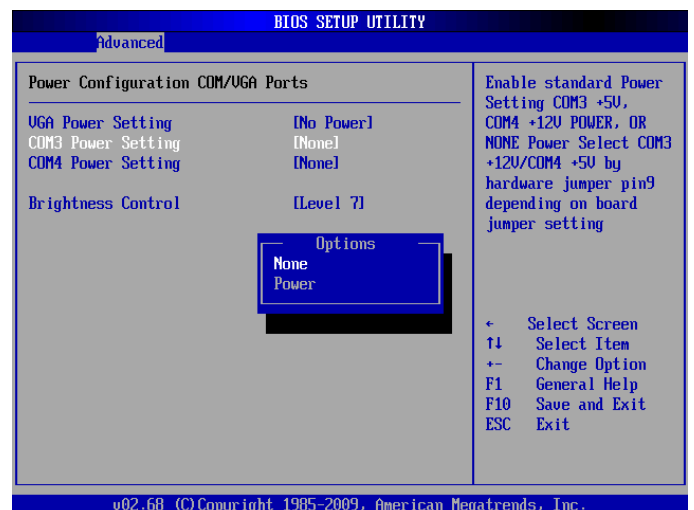 BIOS SETUP UTILITY
Advanced
Power Configuration COM/VGA Ports
VGA Power Setting [No Power]
COM3 Power Setting [None]
COM4 Power Setting [None]
Brightness Control [Level 7]
Options
None
Power
Enable standard Power
Setting COM3 +5V,
COM4 +12V POWER, OR
NONE Power Select COM3
+12V/COM4 +5V by
hardware jumper pin9
depending on board
jumper setting
← Select Screen
↑↓ Select Item
+- Change Option
F1 General Help
F10 Save and Exit
ESC Exit
v02.68 (C)Copyright 1985-2009, American Megatrends, Inc.